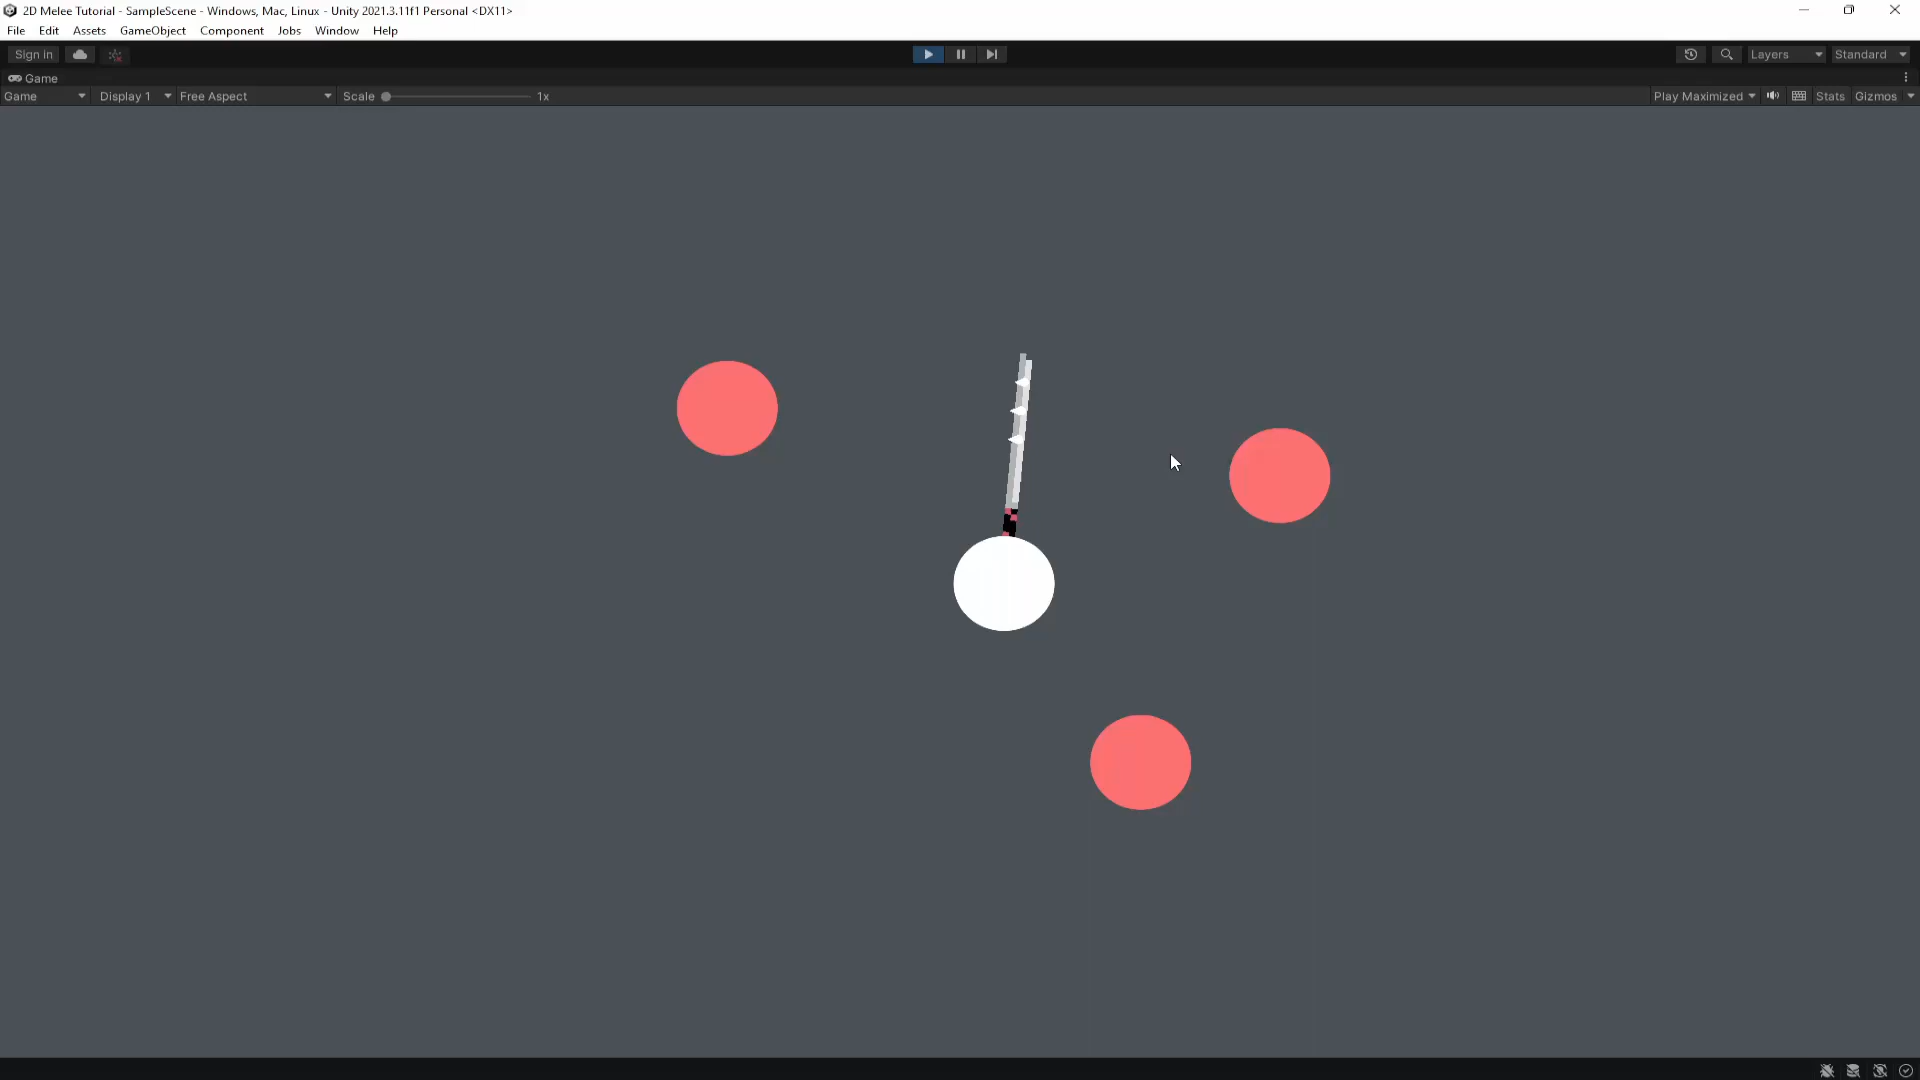 2D Melee Tutorial - SampleScene - Windows, Mac, Linux - Unity 2021.3.11f1 Personal <DX11>
File Edit Assets GameObject Component Jobs Window Help
Sign in Layers Standard
Game
Game Display 1 Free Aspect Scale 1x Play Maximized Stats Gizmos